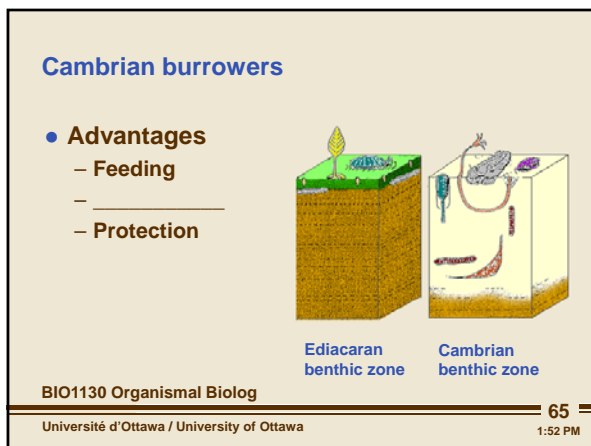 Cambrian burrowers
● Advantages
– Feeding
– ___________
– Protection
Ediacaran
benthic zone
Cambrian
benthic zone
BIO1130 Organismal Biolog
65
Université d'Ottawa / University of Ottawa
1:52 PM